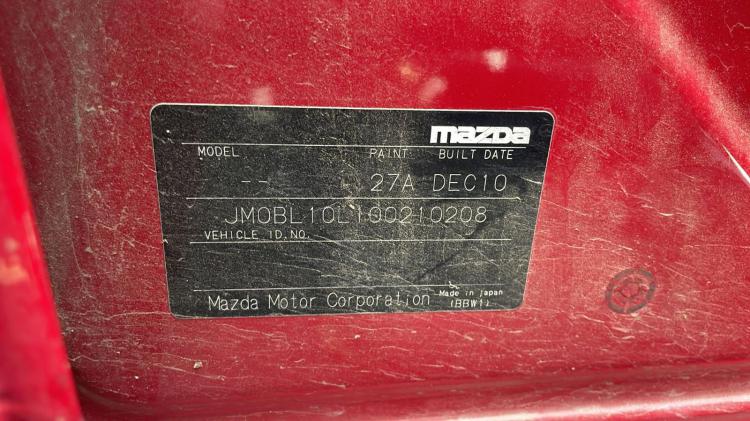 mazda
MODEL PAINT BUILT DATE
-- 27A DEC10
JM0BL10L100210208
VEHICLE ID.NO.
Mazda Motor Corporation Made in Japan
(BBW1)